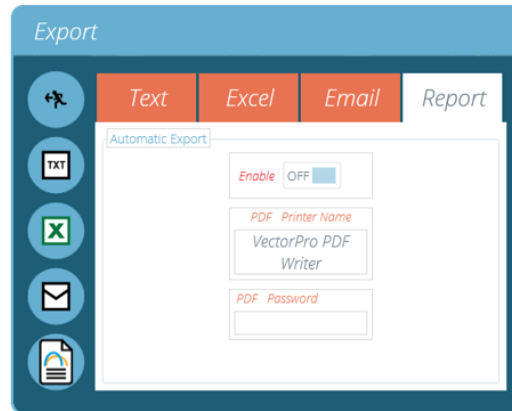 Export
Text Excel Email Report
Automatic Export
TXT
Enable OFF
PDF Printer Name
VectorPro PDF
Writer
PDF Password